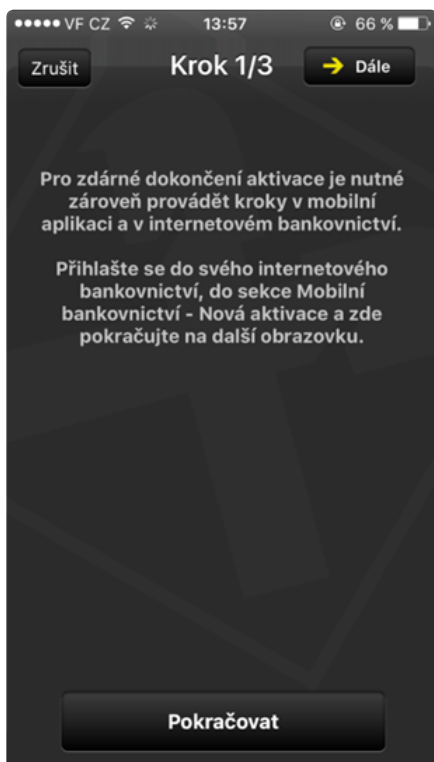 VF CZ 13:57 66 %
Zrušit Krok 1/3 Dále
Pro zdárné dokončení aktivace je nutné
zároveň provádět kroky v mobilní
aplikaci a v internetovém bankovnictví.
Přihlašte se do svého internetového
bankovnictví, do sekce Mobilní
bankovnictví - Nová aktivace a zde
pokračujte na další obrazovku.
Pokračovat